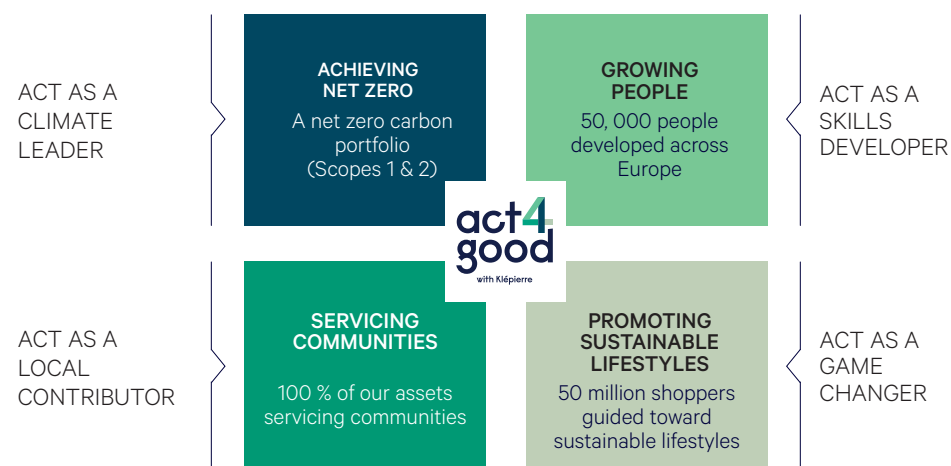 ACT AS A
CLIMATE
LEADER
ACHIEVING
NET ZERO
A net zero carbon
portfolio
(Scopes 1 & 2)
GROWING
PEOPLE
50, 000 people
developed across
Europe
ACT AS A
SKILLS
DEVELOPER
act4
good
with Klépierre
ACT AS A
LOCAL
CONTRIBUTOR
SERVICING
COMMUNITIES
100 % of our assets
servicing communities
PROMOTING
SUSTAINABLE
LIFESTYLES
50 million shoppers
guided toward
sustainable lifestyles
ACT AS A
GAME
CHANGER